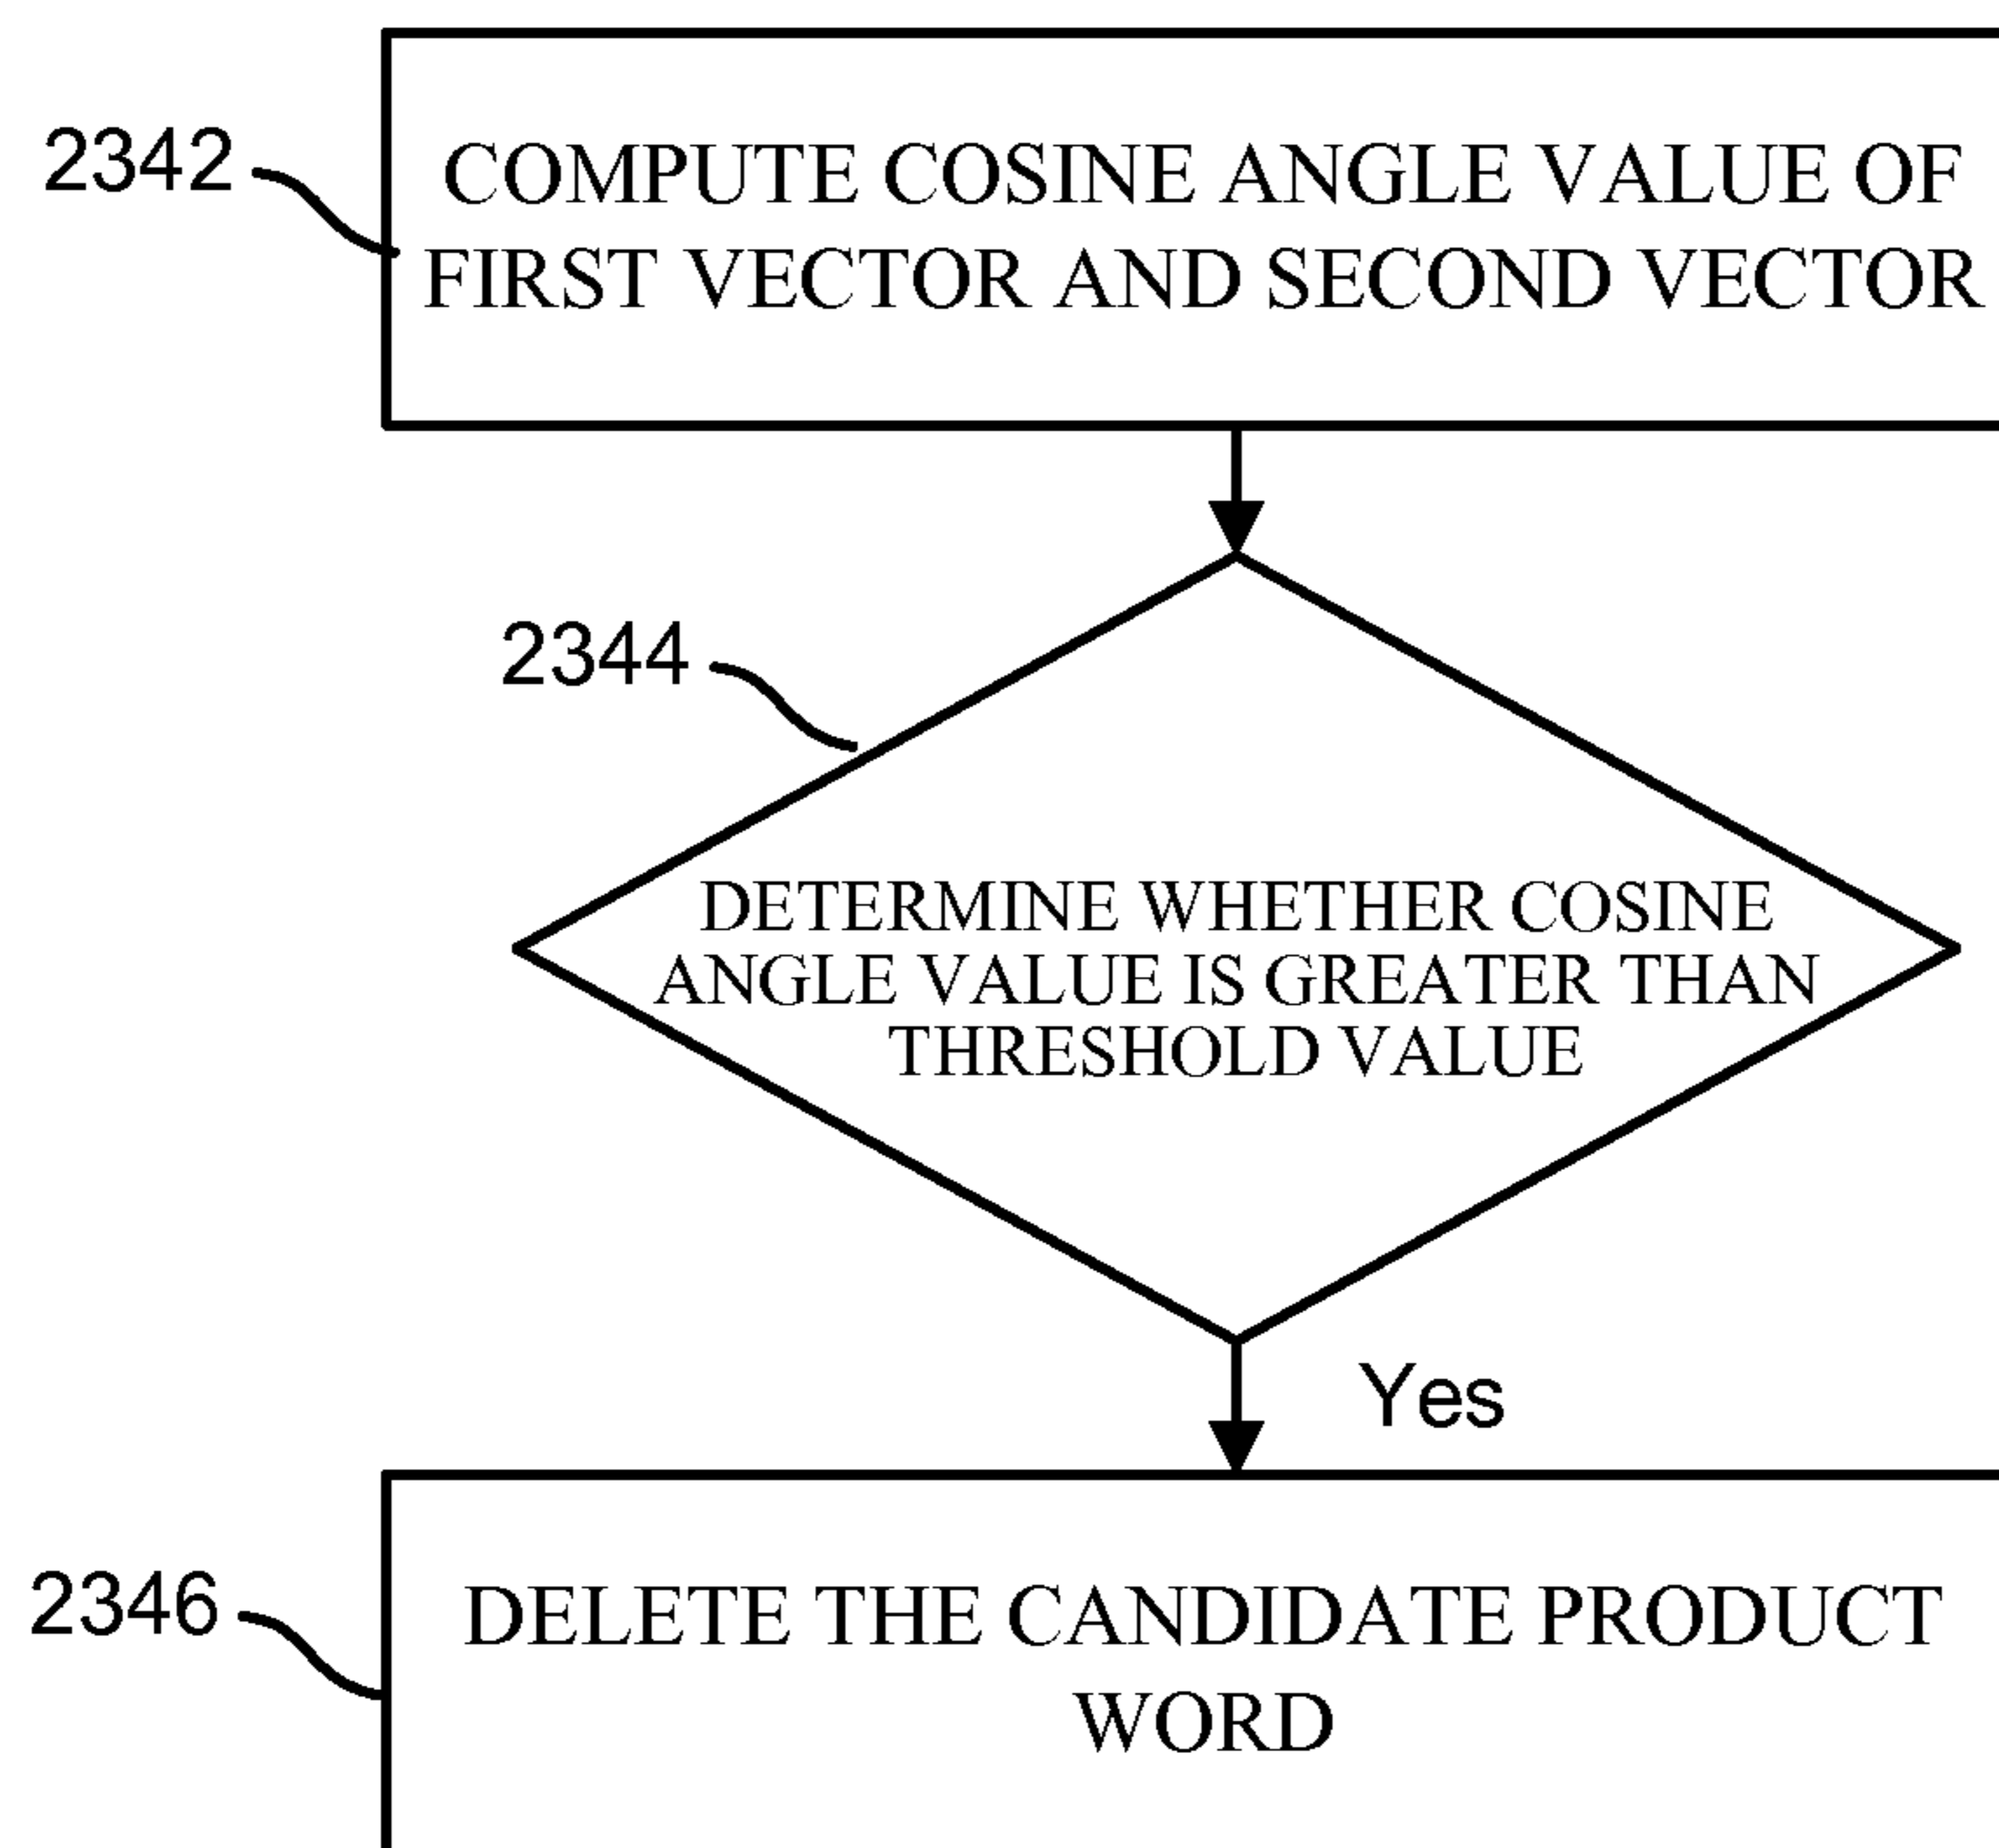 2342
COMPUTE COSINE ANGLE VALUE OF
FIRST VECTOR AND SECOND VECTOR
2344
DETERMINE WHETHER COSINE
ANGLE VALUE IS GREATER THAN
THRESHOLD VALUE
Yes
2346
DELETE THE CANDIDATE PRODUCT
WORD